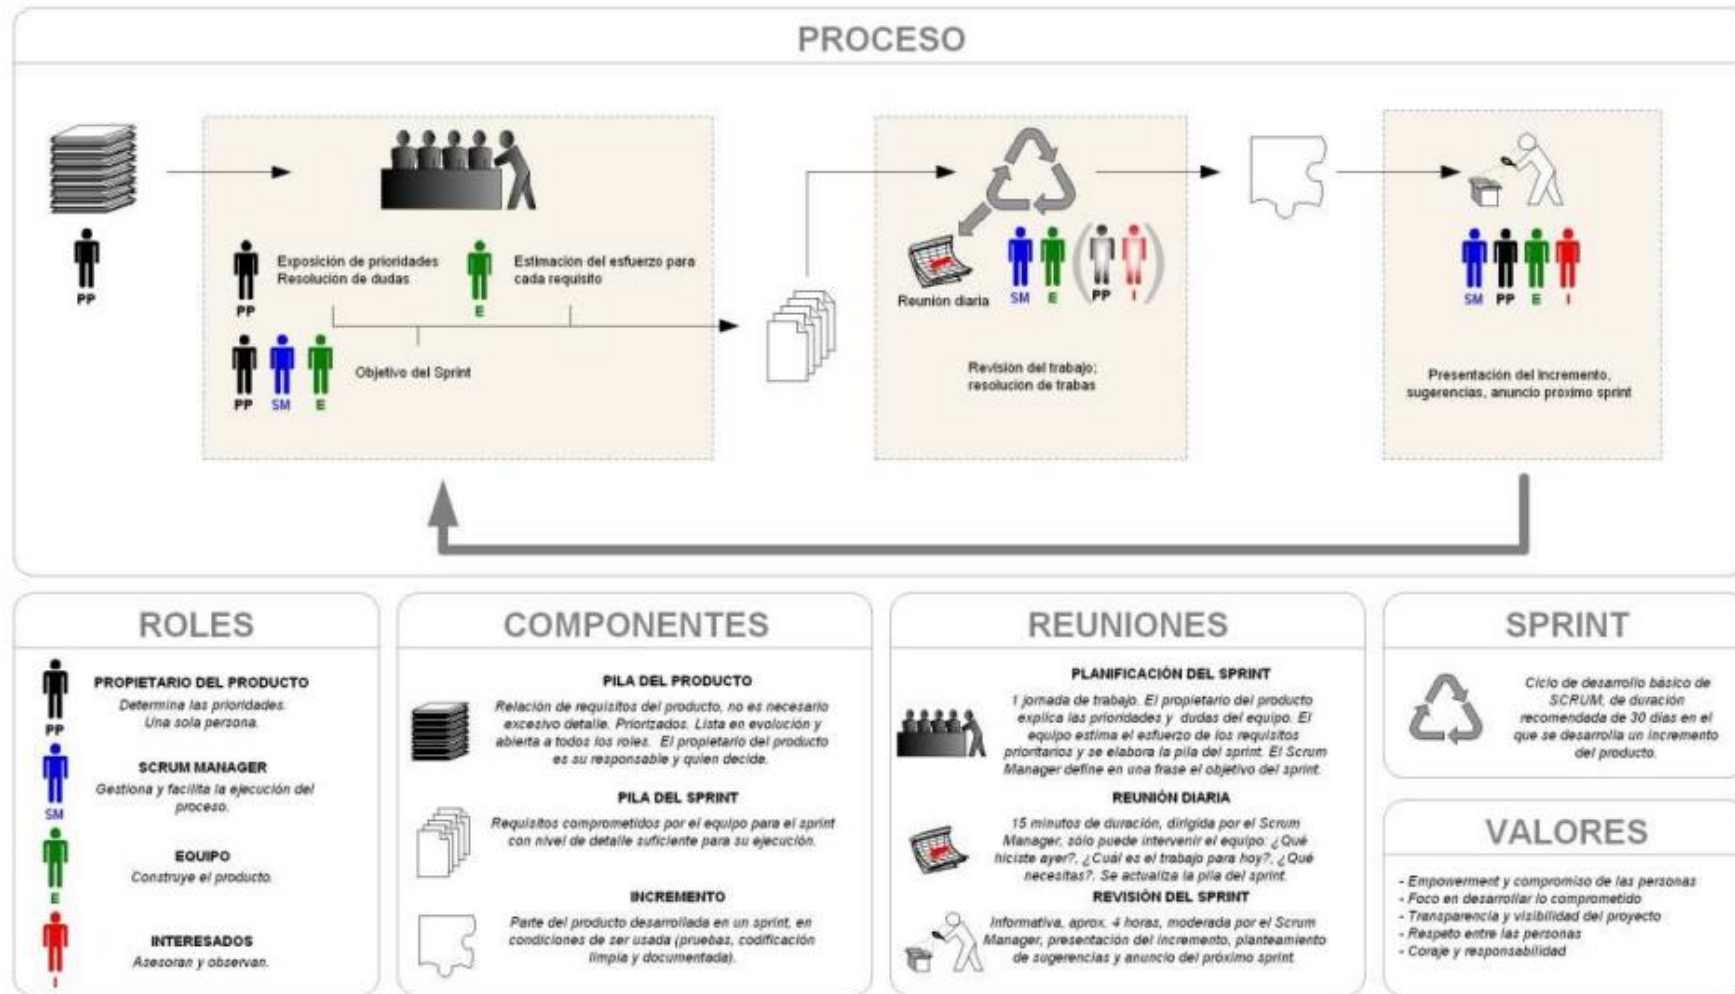 PROCESO
PP
PP
Exposición de prioridades
Resolución de dudas
E
Estimación del esfuerzo para
cada requisito
PP
SM
E
Objetivo del Sprint
Reunión diaria
SM
E
PP
I
Revisión del trabajo;
resolución de trabas
SM
PP
E
I
Presentación del Incremento,
sugerencias, anuncio próximo sprint
ROLES
PP
PROPIETARIO DEL PRODUCTO
Determina las prioridades.
Una sola persona.
SM
SCRUM MANAGER
Gestiona y facilita la ejecución del
proceso.
E
EQUIPO
Construye el producto.
I
INTERESADOS
Asesoran y observan.
COMPONENTES
PILA DEL PRODUCTO
Relación de requisitos del producto, no es necesario
excesivo detalle. Priorizados. Lista en evolución y
abierta a todos los roles. El propietario del producto
es su responsable y quien decide.
PILA DEL SPRINT
Requisitos comprometidos por el equipo para el sprint
con nivel de detalle suficiente para su ejecución.
INCREMENTO
Parte del producto desarrollada en un sprint, en
condiciones de ser usada (pruebas, codificación
limpia y documentada).
REUNIONES
PLANIFICACIÓN DEL SPRINT
1 jornada de trabajo. El propietario del producto
explica las prioridades y dudas del equipo. El
equipo estima el esfuerzo de los requisitos
prioritarios y se elabora la pila del sprint. El Scrum
Manager define en una frase el objetivo del sprint.
REUNIÓN DIARIA
15 minutos de duración, dirigida por el Scrum
Manager, sólo puede intervenir el equipo: ¿Qué
hiciste ayer?, ¿Cuál es el trabajo para hoy?, ¿Qué
necesitas?. Se actualiza la pila del sprint.
REVISIÓN DEL SPRINT
Informativa, aprox. 4 horas, moderada por el Scrum
Manager, presentación del incremento, planteamiento
de sugerencias y anuncio del próximo sprint.
SPRINT
Ciclo de desarrollo básico de
SCRUM, de duración
recomendada de 30 días en el
que se desarrolla un incremento
del producto.
VALORES
- Empowerment y compromiso de las personas
- Foco en desarrollar lo comprometido
- Transparencia y visibilidad del proyecto
- Respeto entre las personas
- Coraje y responsabilidad